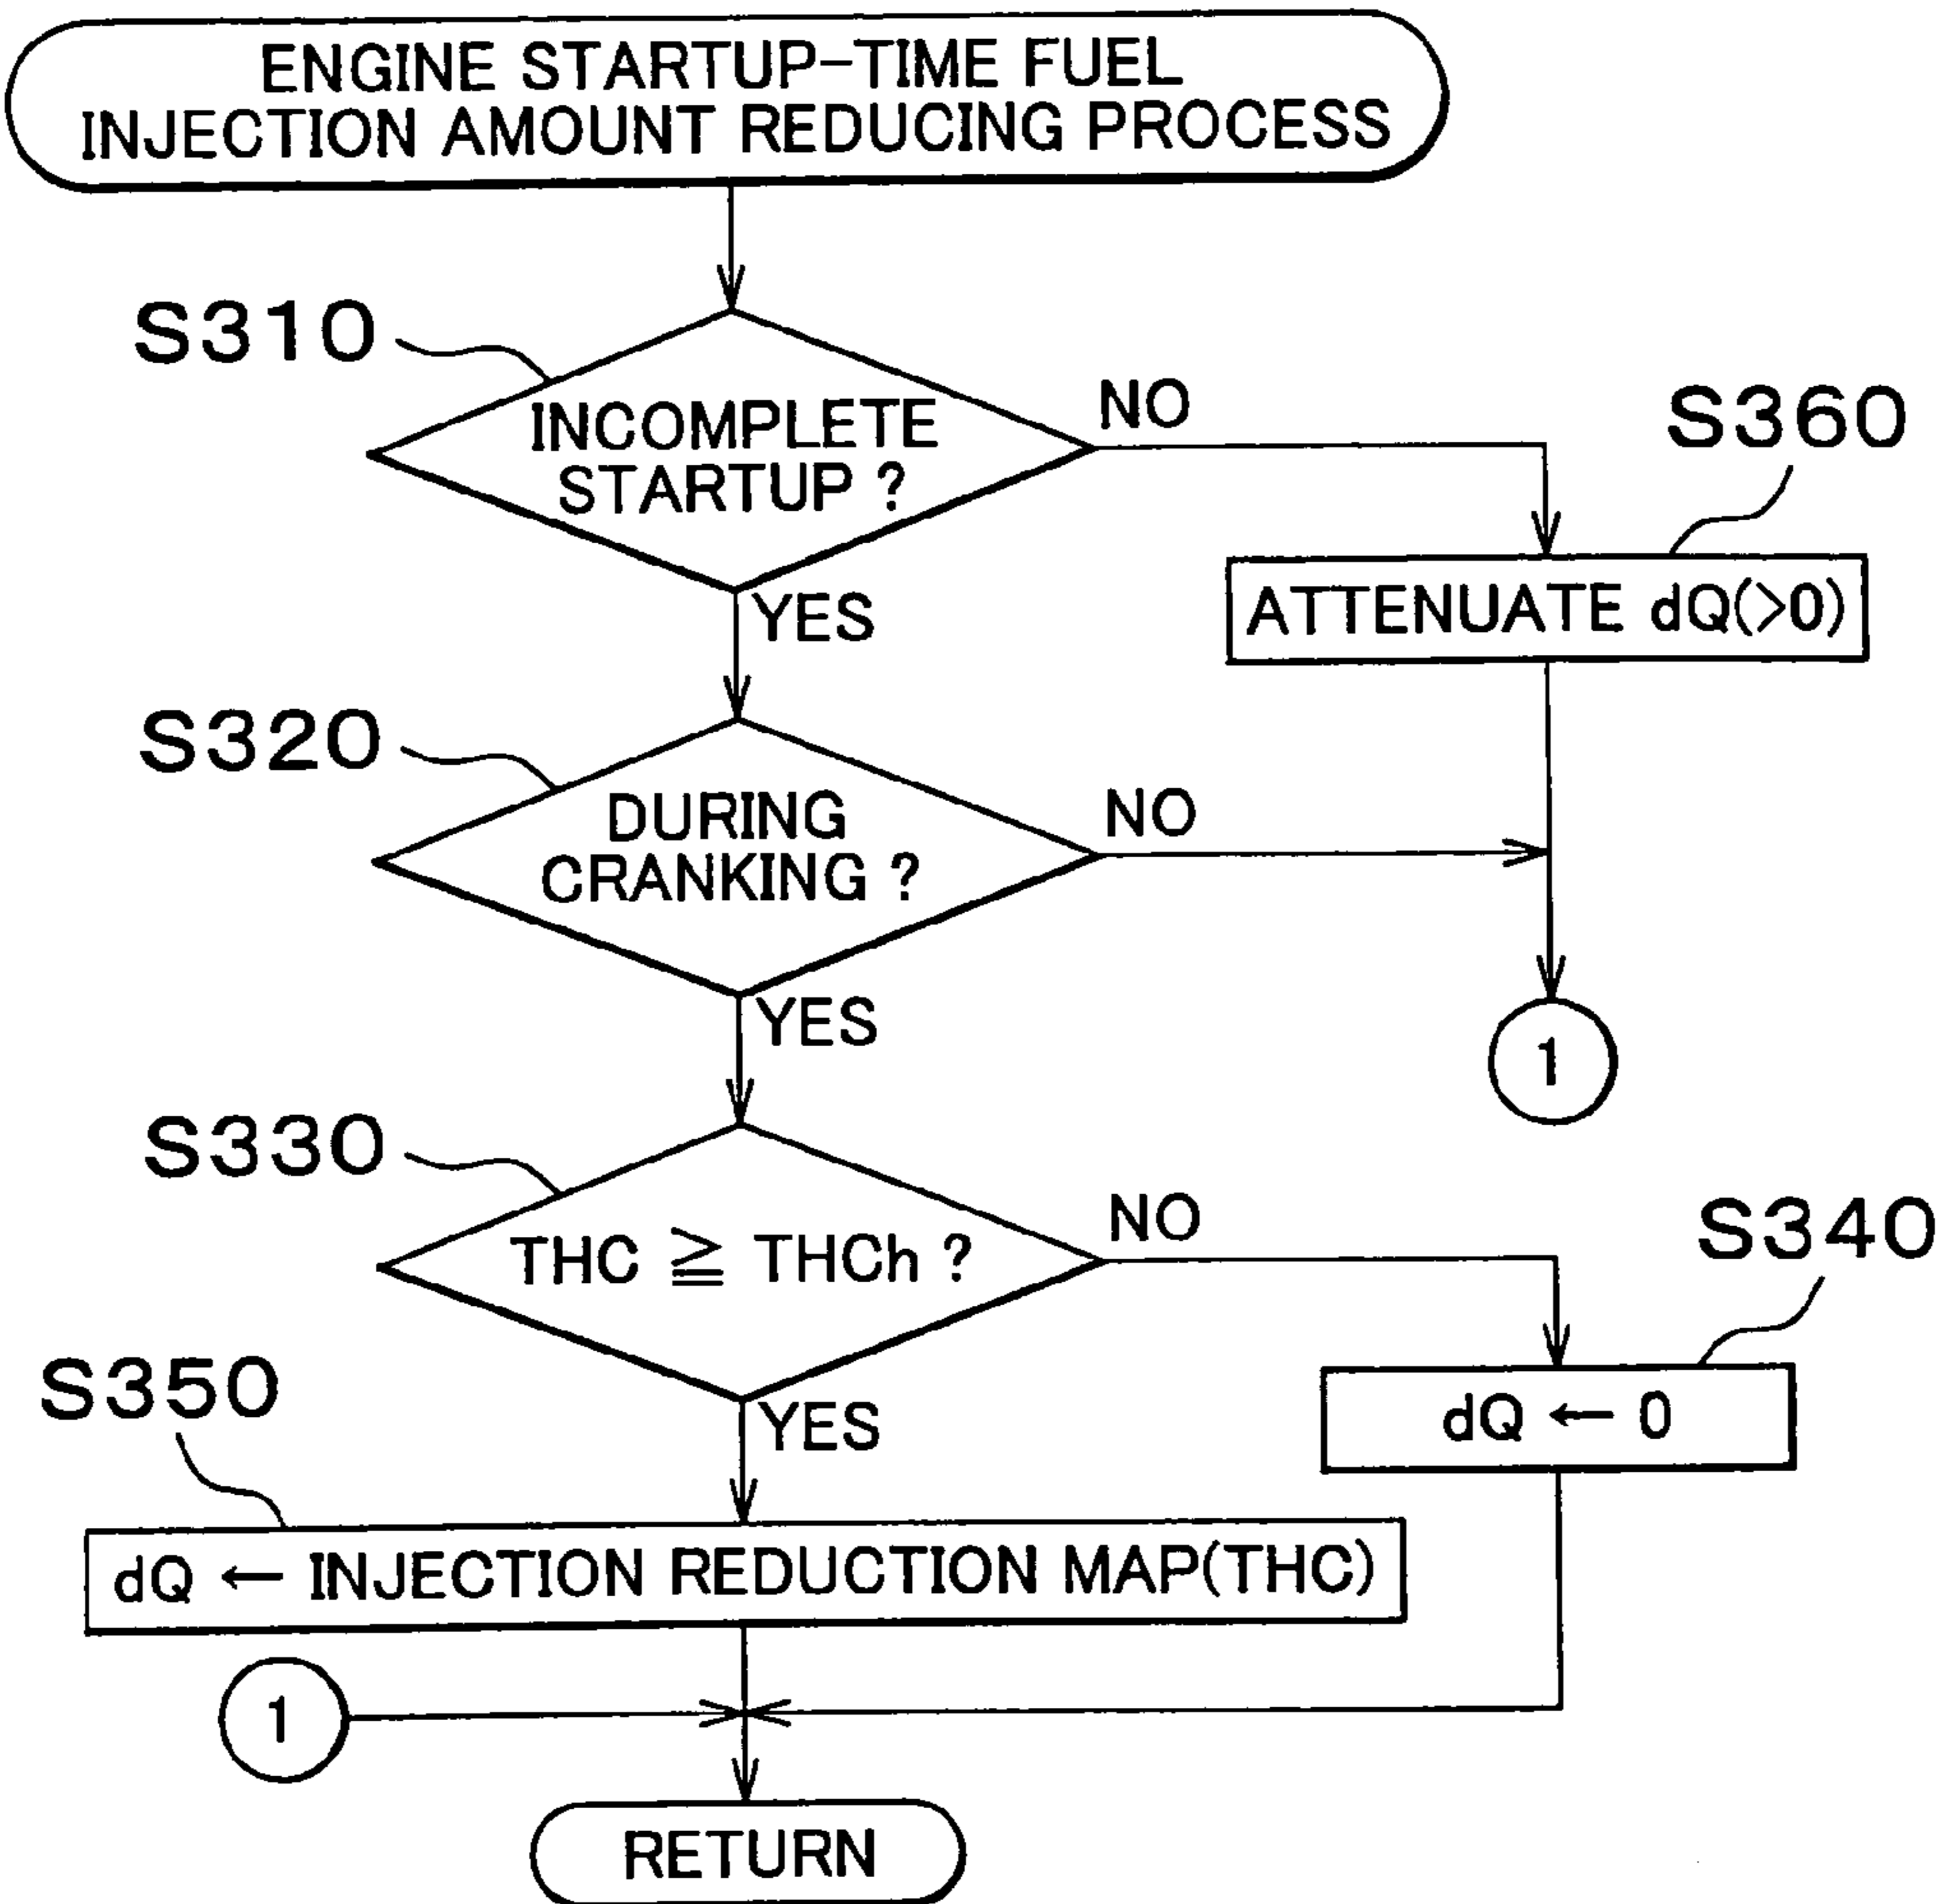 ENGINE STARTUP-TIME FUEL
INJECTION AMOUNT REDUCING PROCESS
S310
INCOMPLETE
STARTUP ?
NO
S360
ATTENUATE dQ(>0)
YES
S320
DURING
CRANKING ?
NO
1
YES
S330
THC ≧ THCh ?
NO
S340
dQ ← 0
YES
S350
dQ ← INJECTION REDUCTION MAP(THC)
1
RETURN